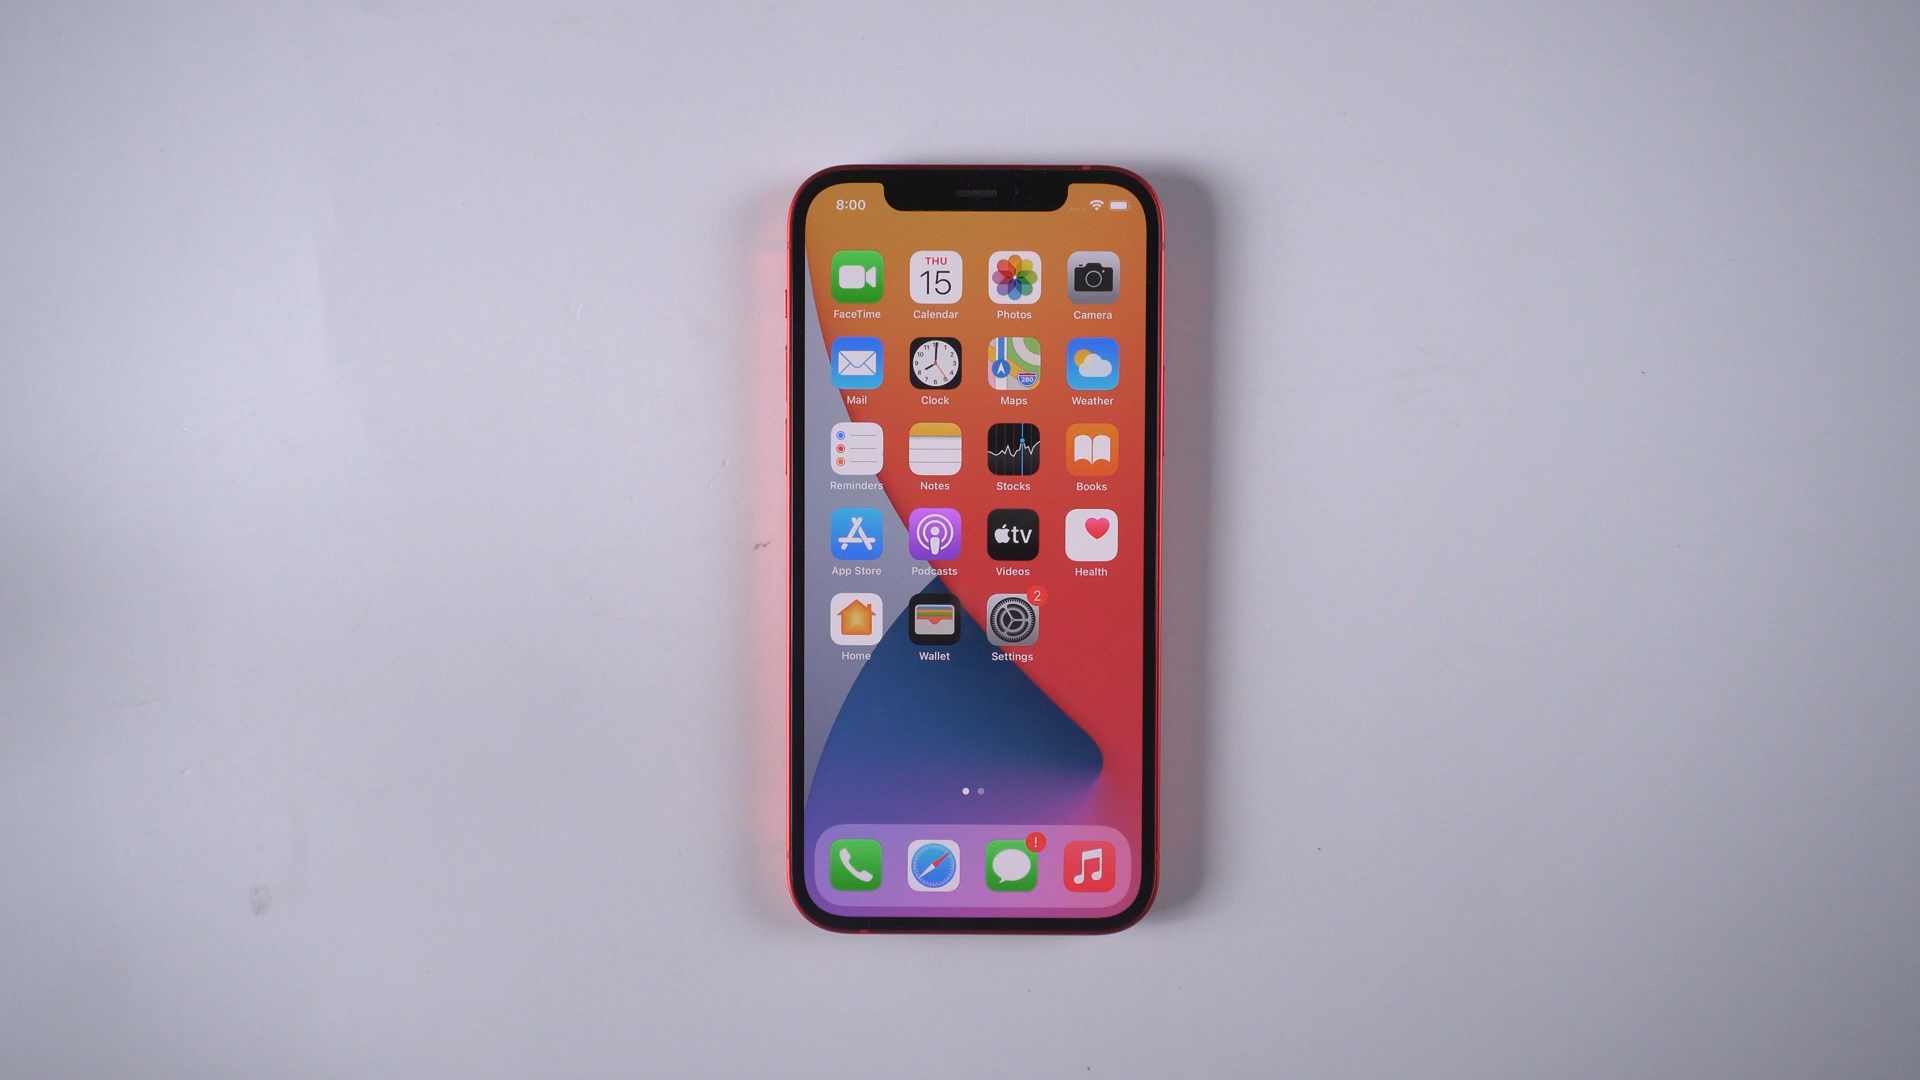 8:00
THU
15
FaceTime
Calendar
Photos
Camera
280
Mail
Clock
Maps
Weather
Reminders
Notes
Stocks
Books
tv
App Store
Podcasts
Videos
Health
2
Home
Wallet
Settings
!